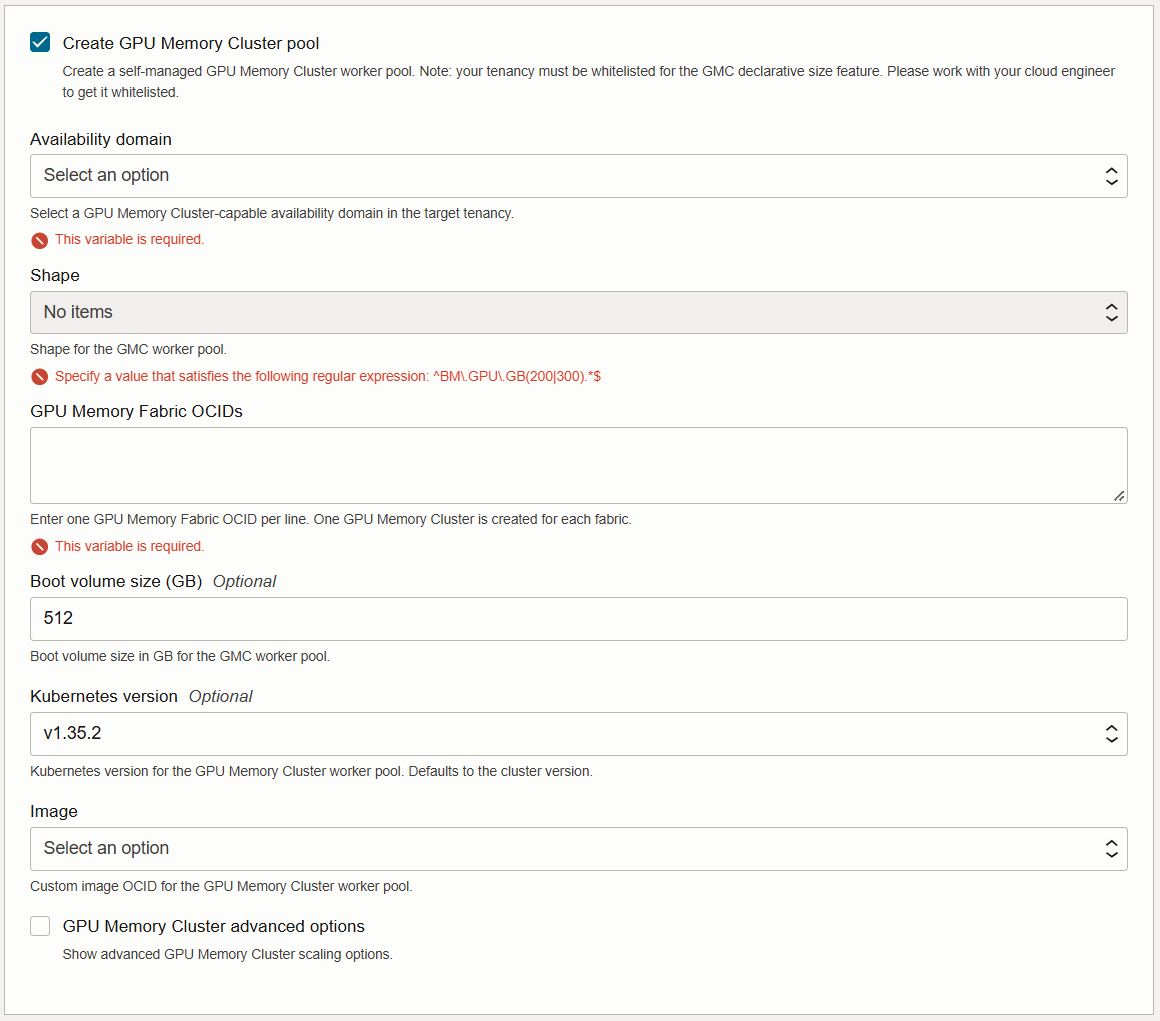 Create GPU Memory Cluster pool
Create a self-managed GPU Memory Cluster worker pool. Note: your tenancy must be whitelisted for the GMC declarative size feature. Please work with your cloud engineer
to get it whitelisted.
Availability domain
Select an option
Select a GPU Memory Cluster-capable availability domain in the target tenancy.
This variable is required.
Shape
No items
Shape for the GMC worker pool.
Specify a value that satisfies the following regular expression: ^BM\.GPU\.GB(200|300).*$
GPU Memory Fabric OCIDs
Enter one GPU Memory Fabric OCID per line. One GPU Memory Cluster is created for each fabric.
This variable is required.
Boot volume size (GB) Optional
512
Boot volume size in GB for the GMC worker pool.
Kubernetes version Optional
v1.35.2
Kubernetes version for the GPU Memory Cluster worker pool. Defaults to the cluster version.
Image
Select an option
Custom image OCID for the GPU Memory Cluster worker pool.
GPU Memory Cluster advanced options
Show advanced GPU Memory Cluster scaling options.